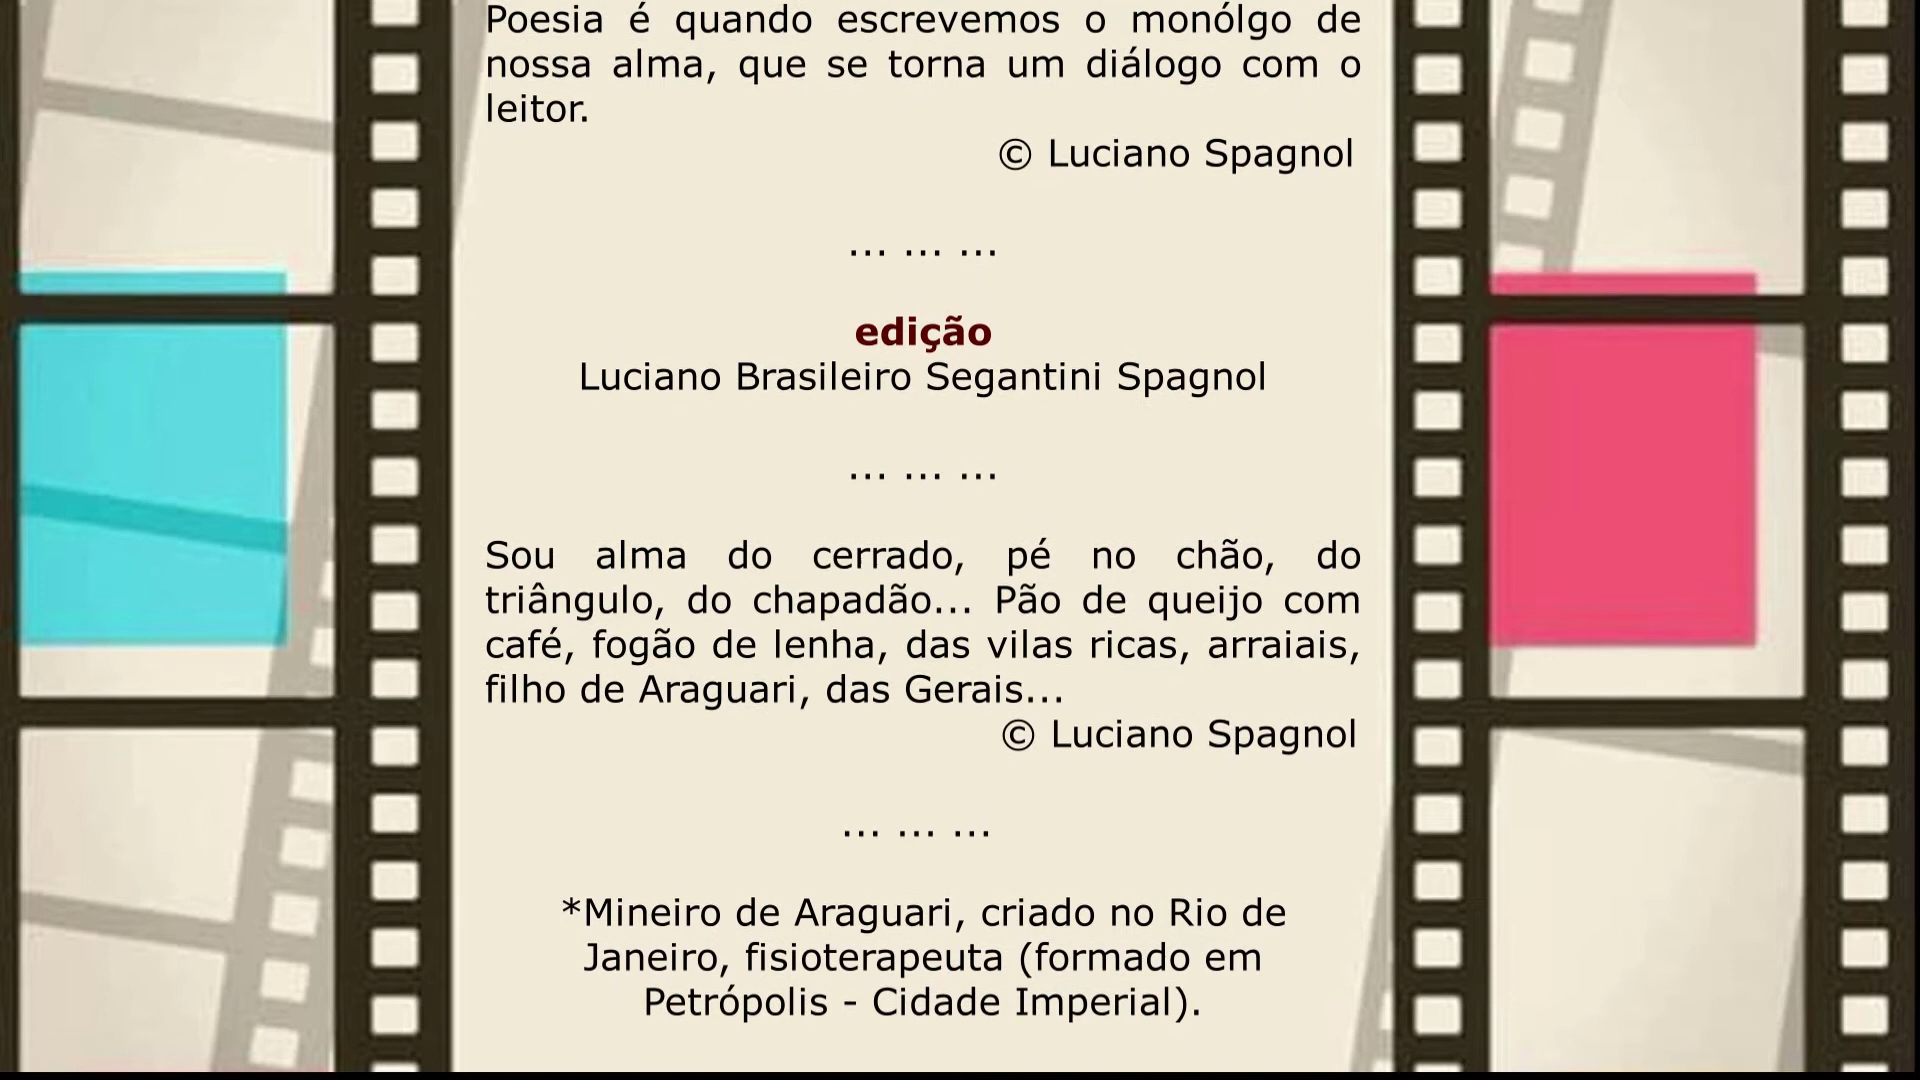 Poesia é quando escrevemos o monólgo de
nossa alma, que se torna um diálogo com o
leitor.
© Luciano Spagnol
... ... ...
edição
Luciano Brasileiro Segantini Spagnol
... ... ...
Sou alma do cerrado, pé no chão, do
triângulo, do chapadão... Pão de queijo com
café, fogão de lenha, das vilas ricas, arraiais,
filho de Araguari, das Gerais...
© Luciano Spagnol
... ... ...
*Mineiro de Araguari, criado no Rio de
Janeiro, fisioterapeuta (formado em
Petrópolis - Cidade Imperial).